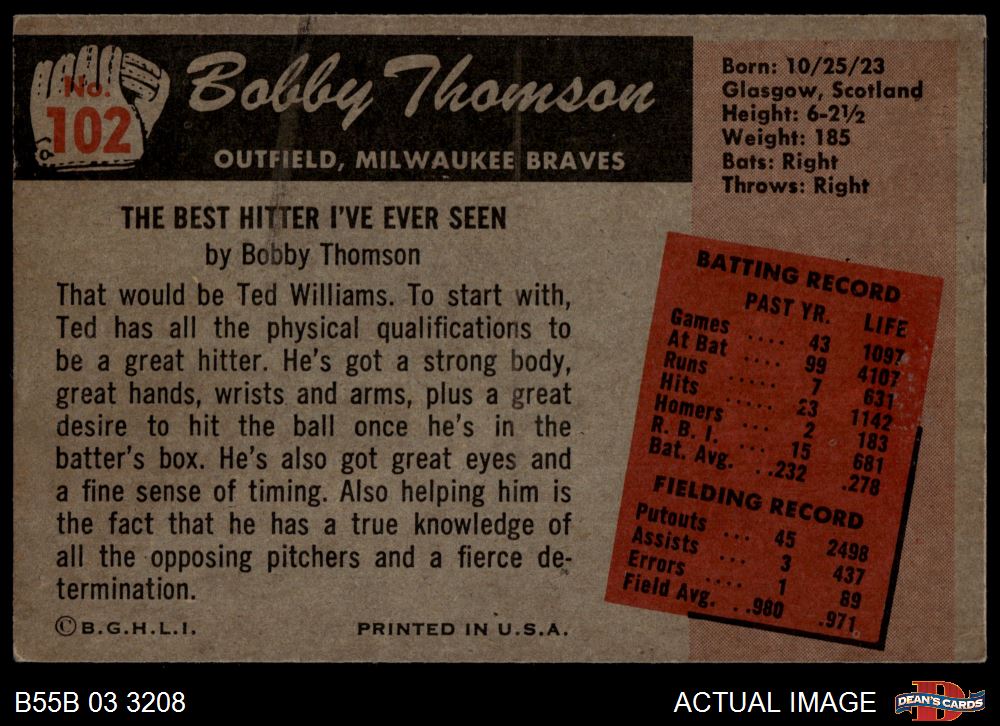 No.
102
Bobby Thomson
OUTFIELD, MILWAUKEE BRAVES
Born: 10/25/23
Glasgow, Scotland
Height: 6-2½
Weight: 185
Bats: Right
Throws: Right
THE BEST HITTER I'VE EVER SEEN
by Bobby Thomson
That would be Ted Williams. To start with,
Ted has all the physical qualifications to
be a great hitter. He's got a strong body,
great hands, wrists and arms, plus a great
desire to hit the ball once he's in the
batter's box. He's also got great eyes and
a fine sense of timing. Also helping him is
the fact that he has a true knowledge of
all the opposing pitchers and a fierce de-
termination.
©B.G.H.L.I. PRINTED IN U.S.A.
BATTING RECORD
PAST YR. LIFE
Games 43 1097
At Bat .... 99 4107
Runs .... 7 631
Hits ..... 23 1142
Homers ..... 2 183
R. B. I. ... 15 681
Bat. Avg. ..232 .278
FIELDING RECORD
Putouts ... 45 2498
Assists ... 3 437
Errors .... 1 89
Field Avg. ..980 .971
B55B 03 3208
ACTUAL IMAGE
D
DEAN'S CARDS